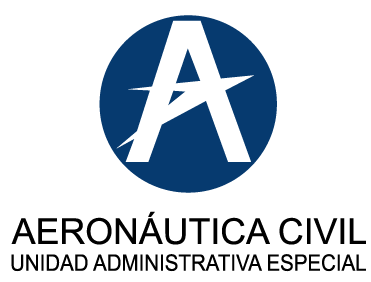 A
AERONÁUTICA CIVIL
UNIDAD ADMINISTRATIVA ESPECIAL